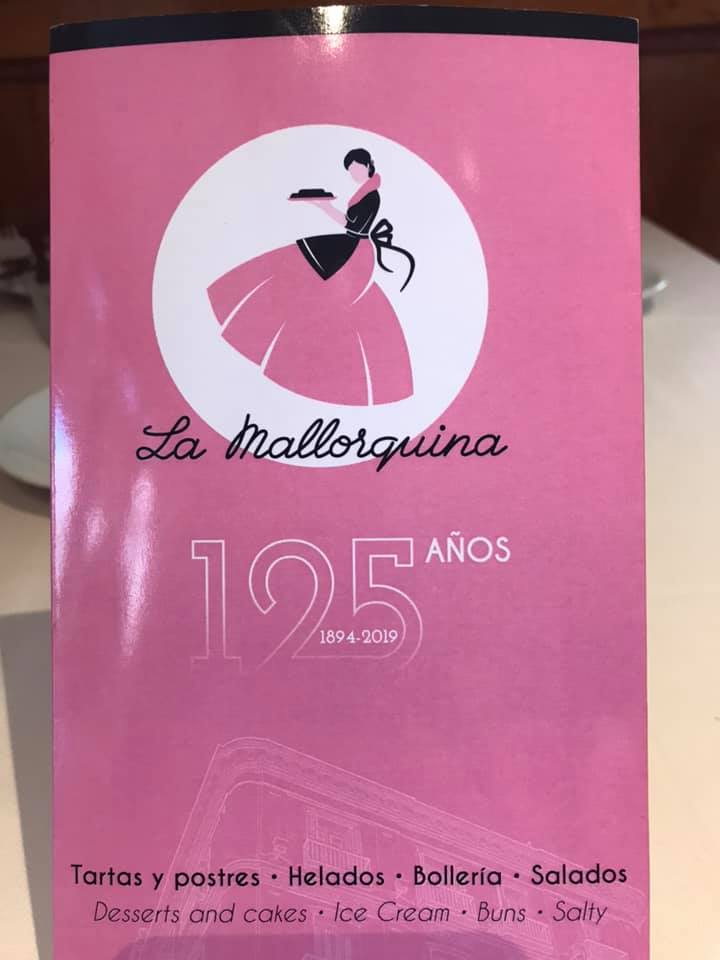 La Mallorquina
125 AÑOS
1894-2019
Tartas y postres · Helados · Bollería · Salados
Desserts and cakes · Ice Cream · Buns · Salty